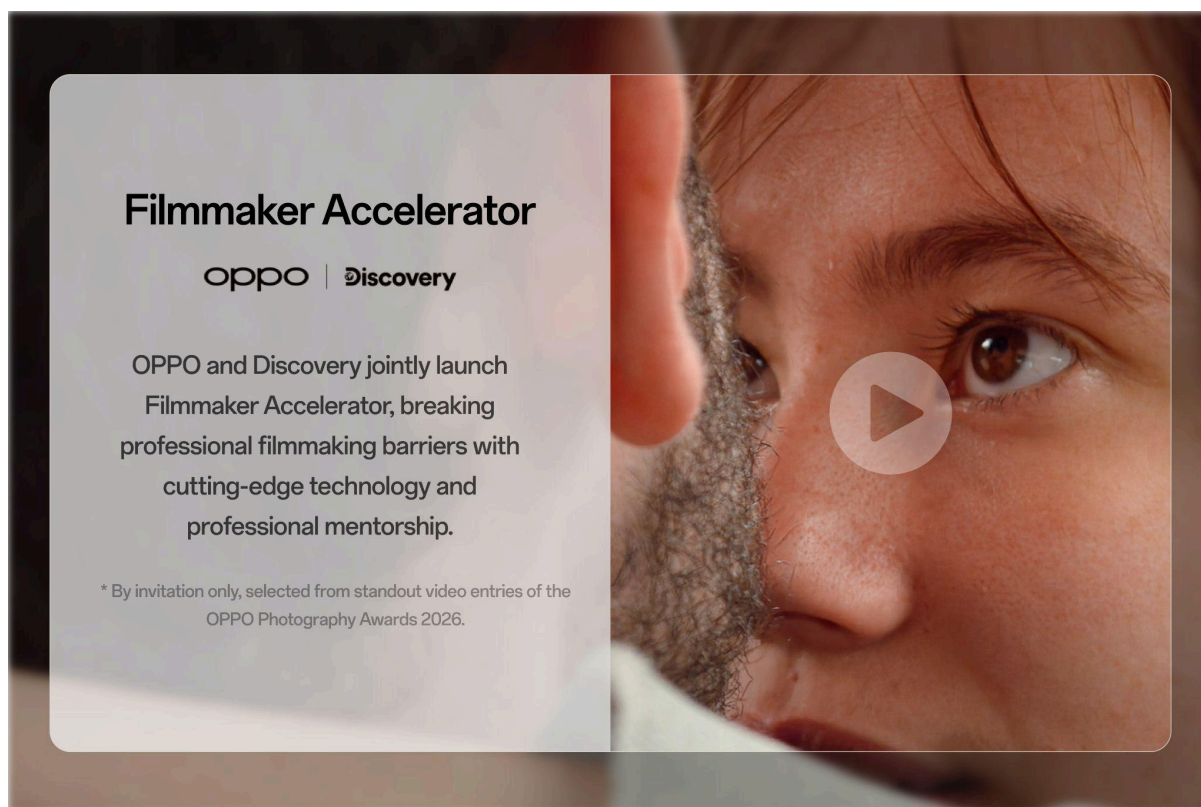 Filmmaker Accelerator
oppo | Discovery
OPPO and Discovery jointly launch
Filmmaker Accelerator, breaking
professional filmmaking barriers with
cutting-edge technology and
professional mentorship.
* By invitation only, selected from standout video entries of the
OPPO Photography Awards 2026.